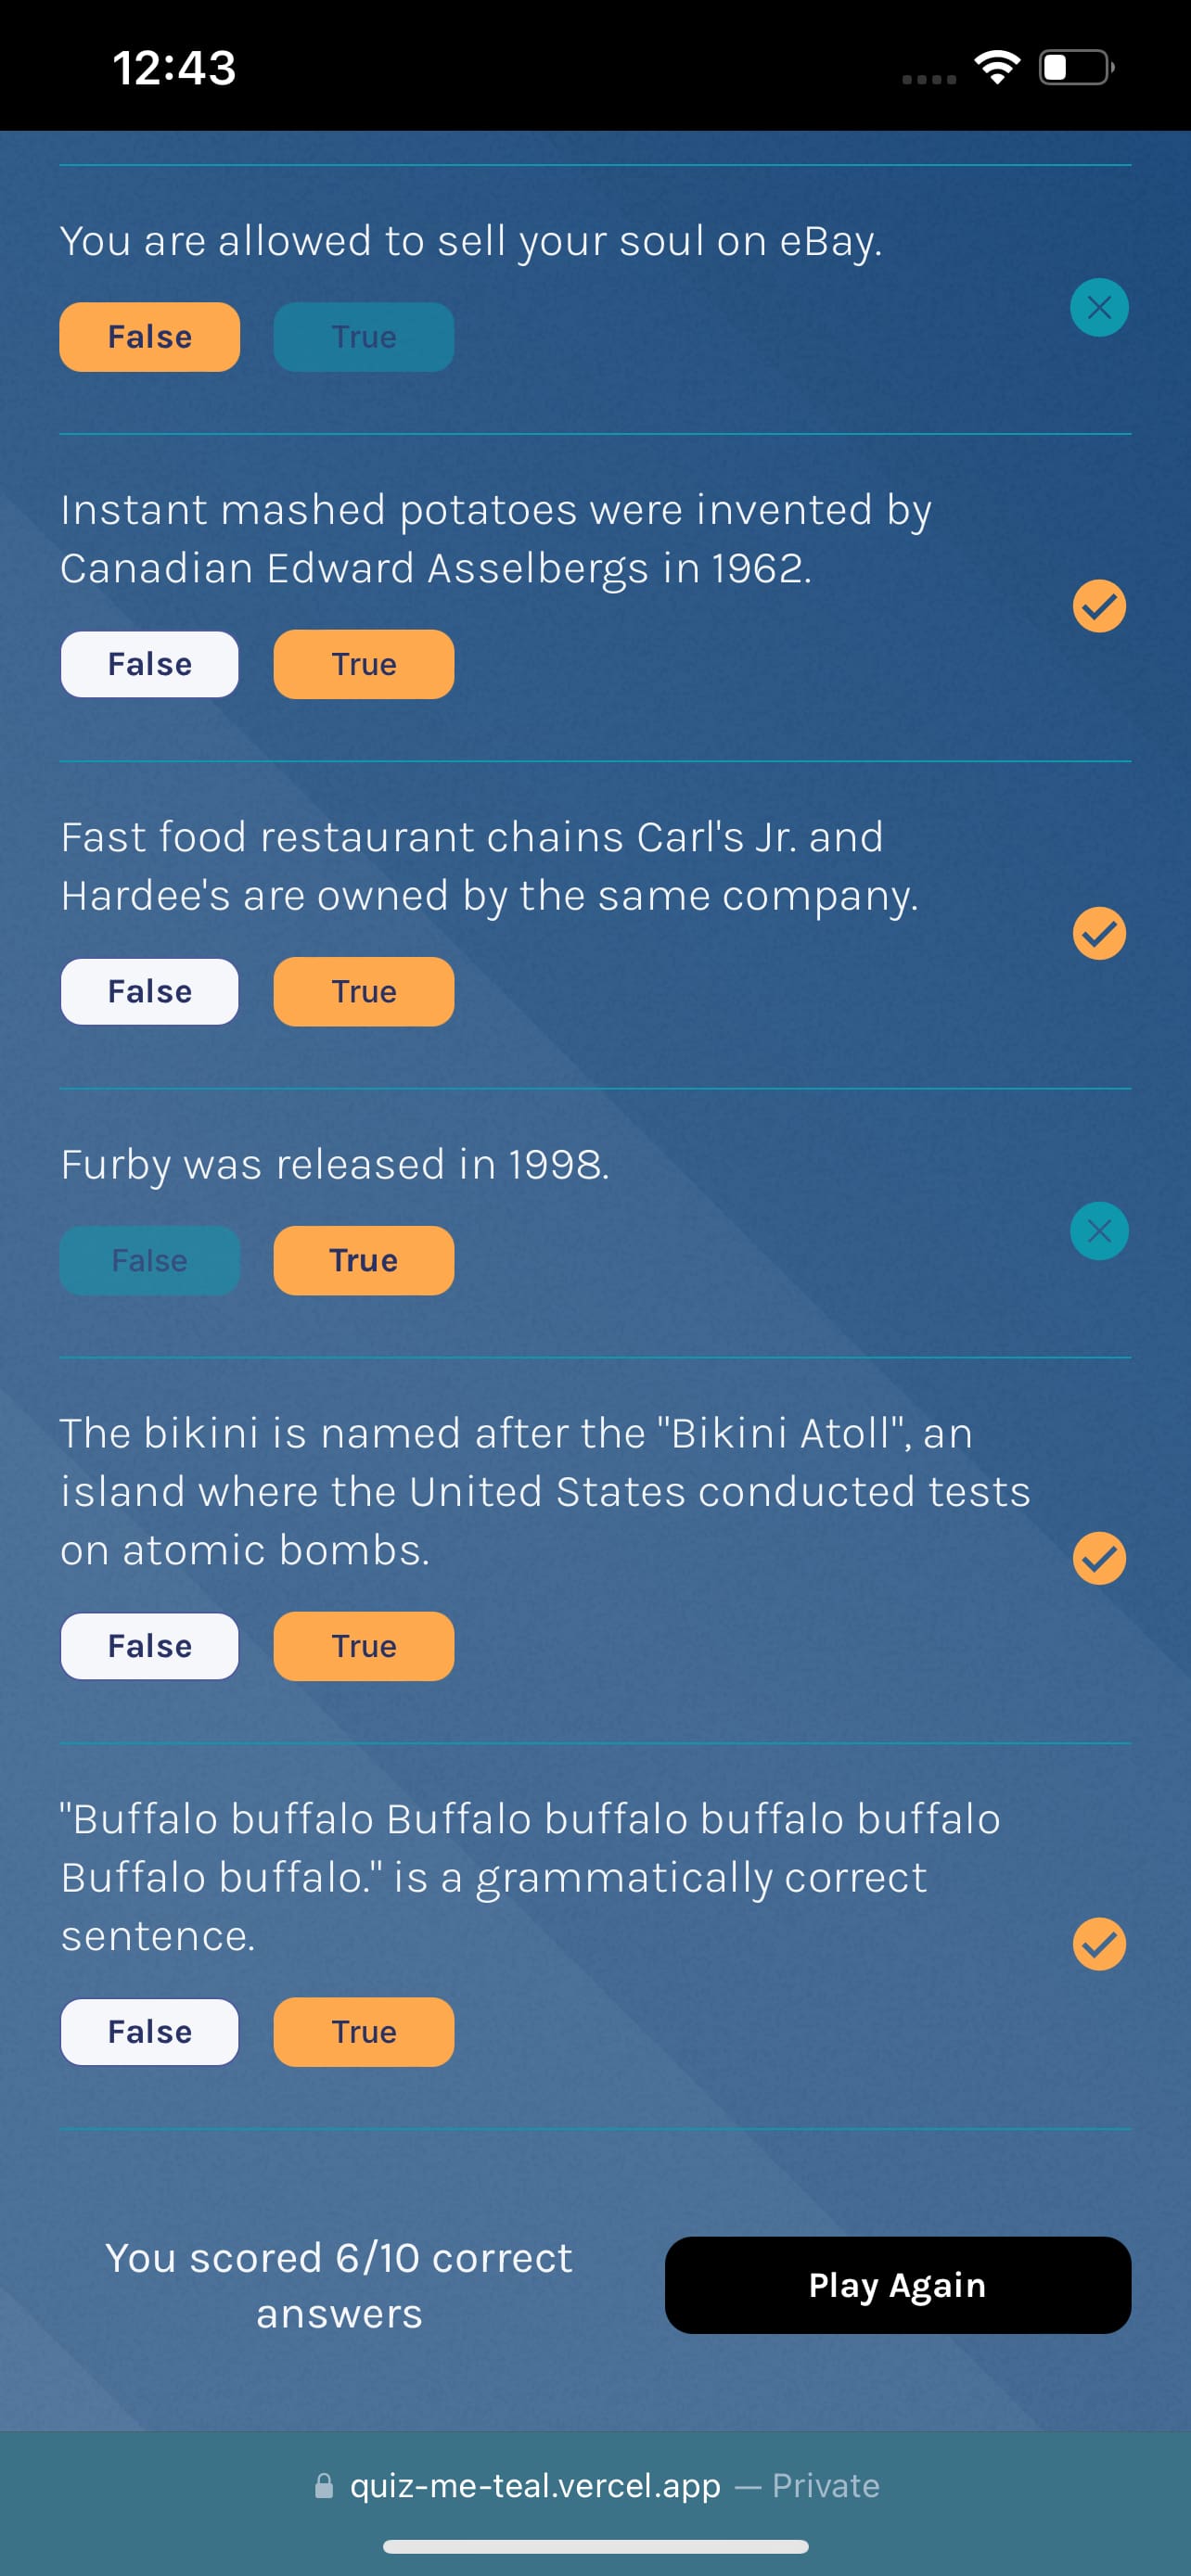 12:43
You are allowed to sell your soul on eBay.
False True
Instant mashed potatoes were invented by
Canadian Edward Asselbergs in 1962.
False True
Fast food restaurant chains Carl's Jr. and
Hardee's are owned by the same company.
False True
Furby was released in 1998.
False True
The bikini is named after the "Bikini Atoll", an
island where the United States conducted tests
on atomic bombs.
False True
"Buffalo buffalo Buffalo buffalo buffalo buffalo
Buffalo buffalo." is a grammatically correct
sentence.
False True
You scored 6/10 correct
answers
Play Again
quiz-me-teal.vercel.app — Private